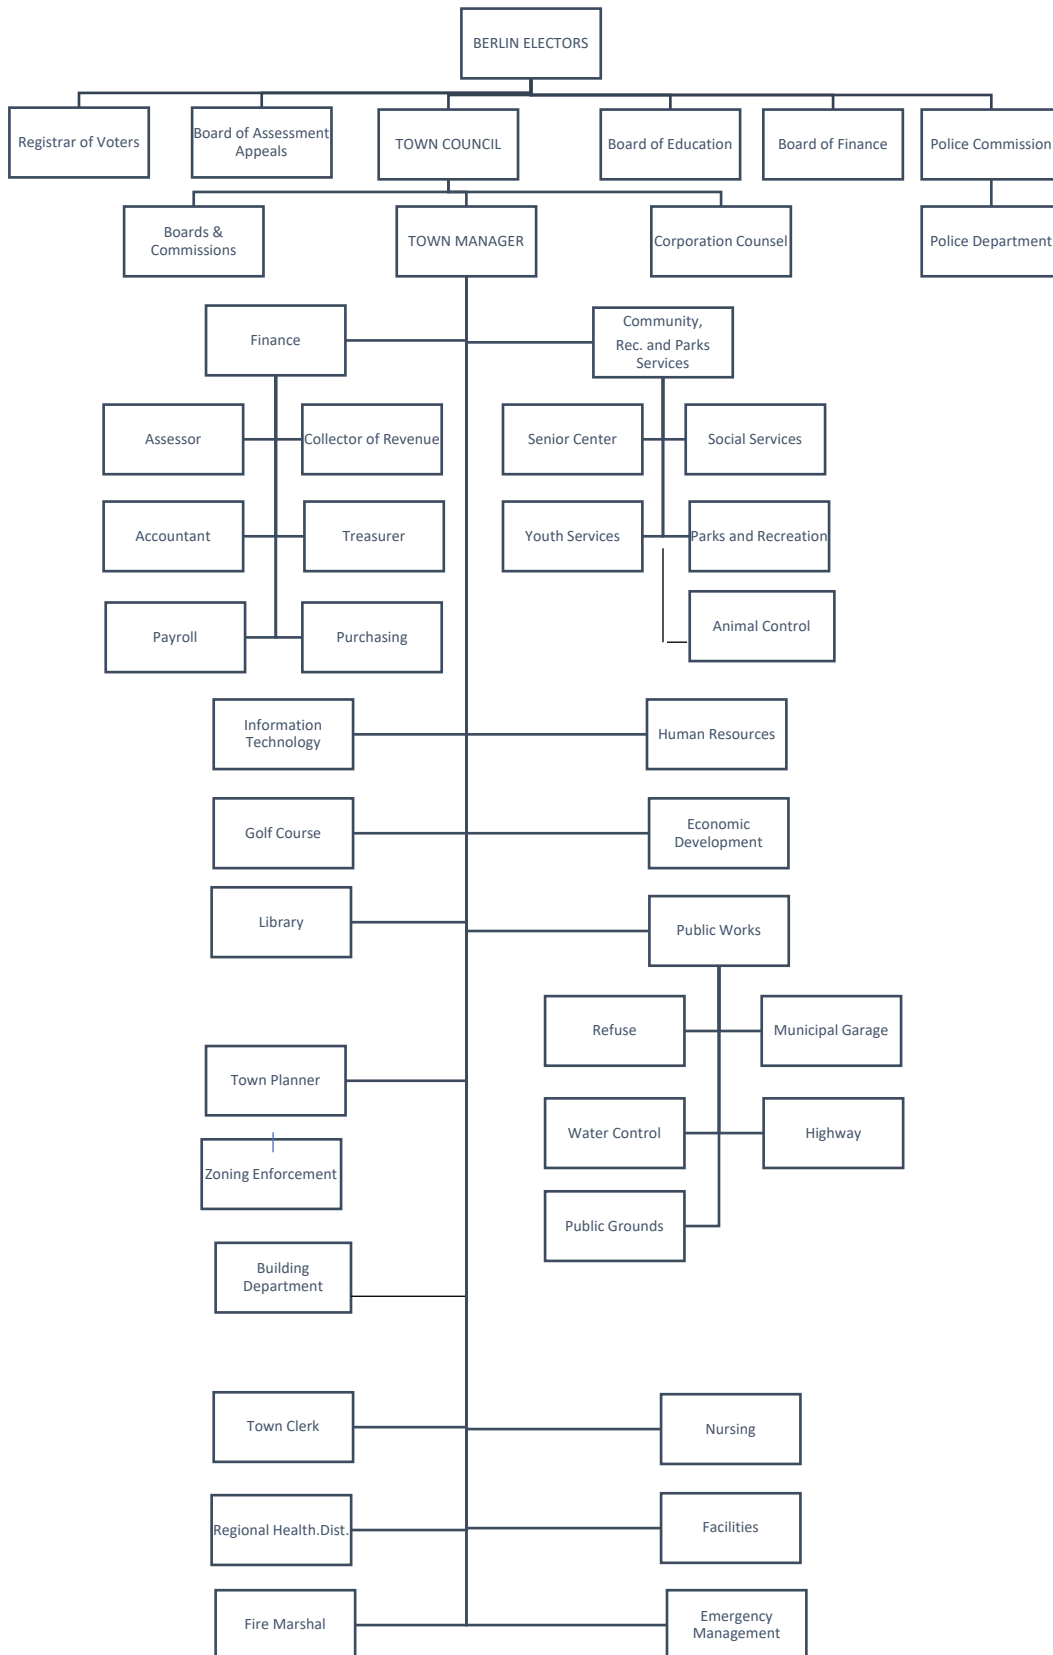 BERLIN ELECTORS
Registrar of Voters
Board of Assessment
Appeals
TOWN COUNCIL
Board of Education
Board of Finance
Police Commission
Boards &
Commissions
TOWN MANAGER
Corporation Counsel
Police Department
Finance
Community,
Rec. and Parks
Services
Assessor
Collector of Revenue
Senior Center
Social Services
Accountant
Treasurer
Youth Services
Parks and Recreation
Payroll
Purchasing
Animal Control
Information
Technology
Human Resources
Golf Course
Economic
Development
Library
Public Works
Refuse
Municipal Garage
Town Planner
Water Control
Highway
Zoning Enforcement
Public Grounds
Building
Department
Town Clerk
Nursing
Regional Health.Dist.
Facilities
Fire Marshal
Emergency
Management